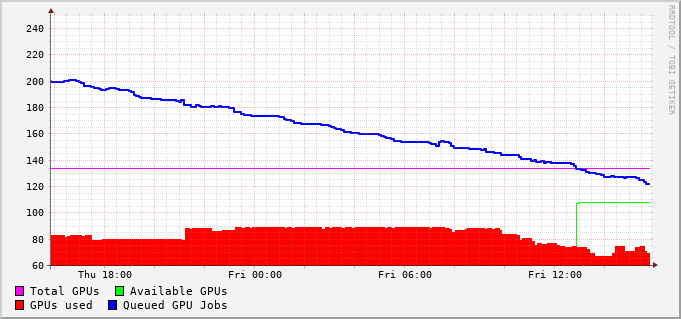 RRDTOOL / TOBI OETIKER
240
220
200
180
160
140
120
100
80
60
Thu 18:00 Fri 00:00 Fri 06:00 Fri 12:00
Total GPUs Available GPUs
GPUs used Queued GPU Jobs